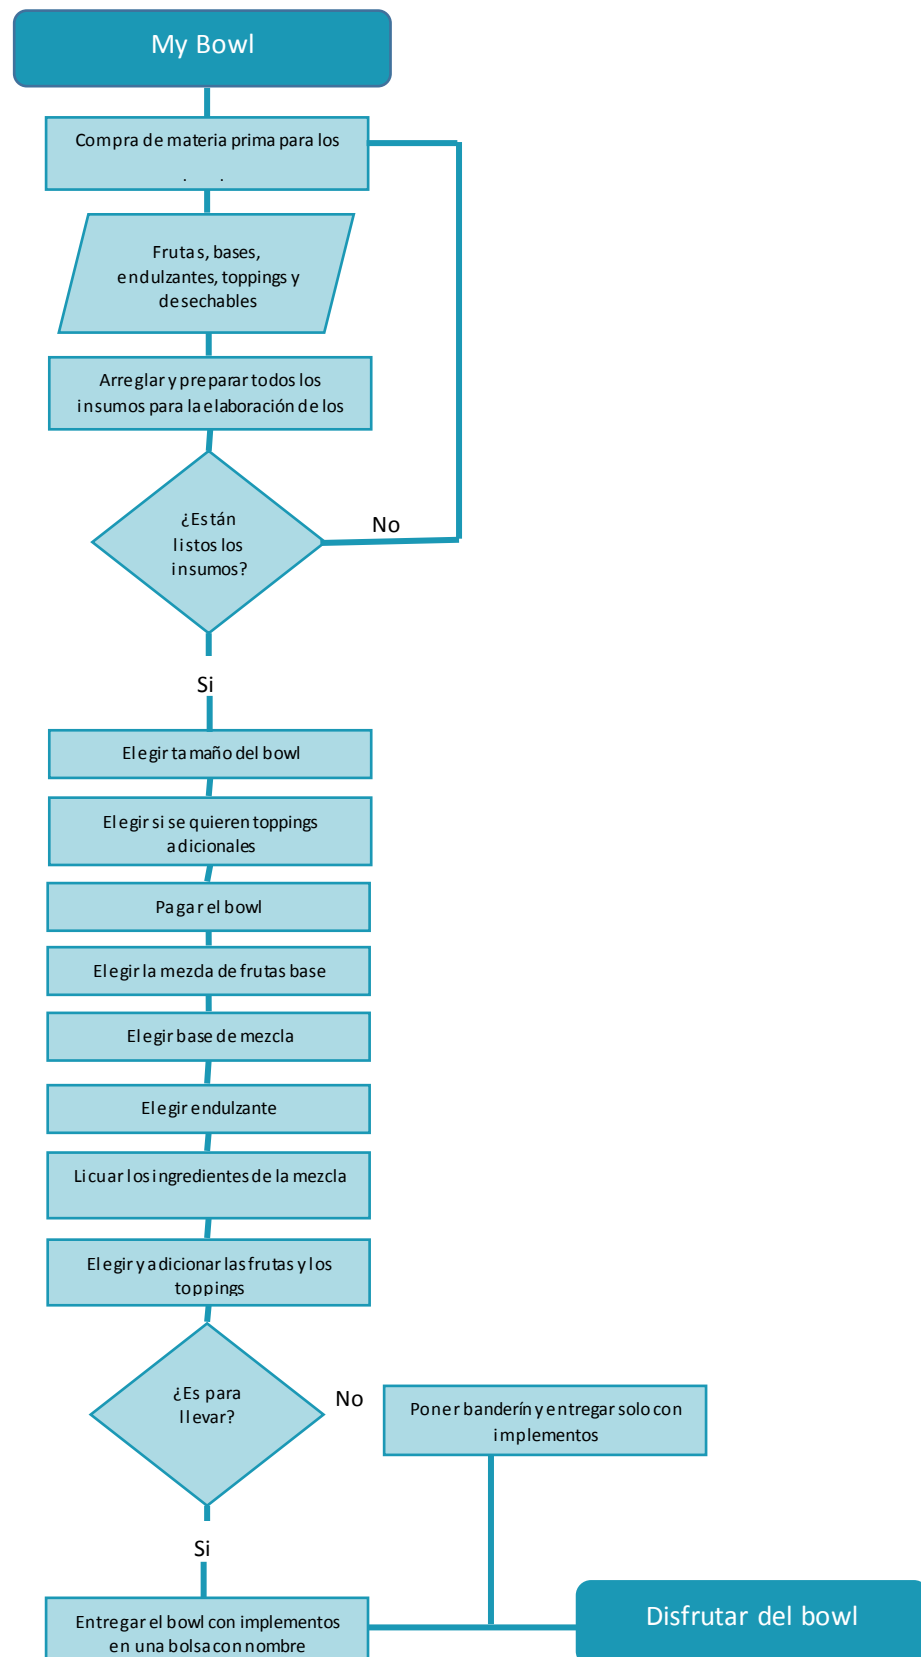 My Bowl
Compra de materia prima para los
Frutas, bases,
endulzantes, toppings y
desechables
Arreglar y preparar todos los
insumos para la elaboración de los
¿Están
listos los
insumos?
No
Si
Elegir tamaño del bowl
Elegir si se quieren toppings
adicionales
Pagar el bowl
Elegir la mezcla de frutas base
Elegir base de mezcla
Elegir endulzante
Licuar los ingredientes de la mezcla
Elegir y adicionar las frutas y los
toppings
¿Es para
llevar?
No
Poner banderín y entregar solo con
implementos
Si
Entregar el bowl con implementos
en una bolsa con nombre
Disfrutar del bowl